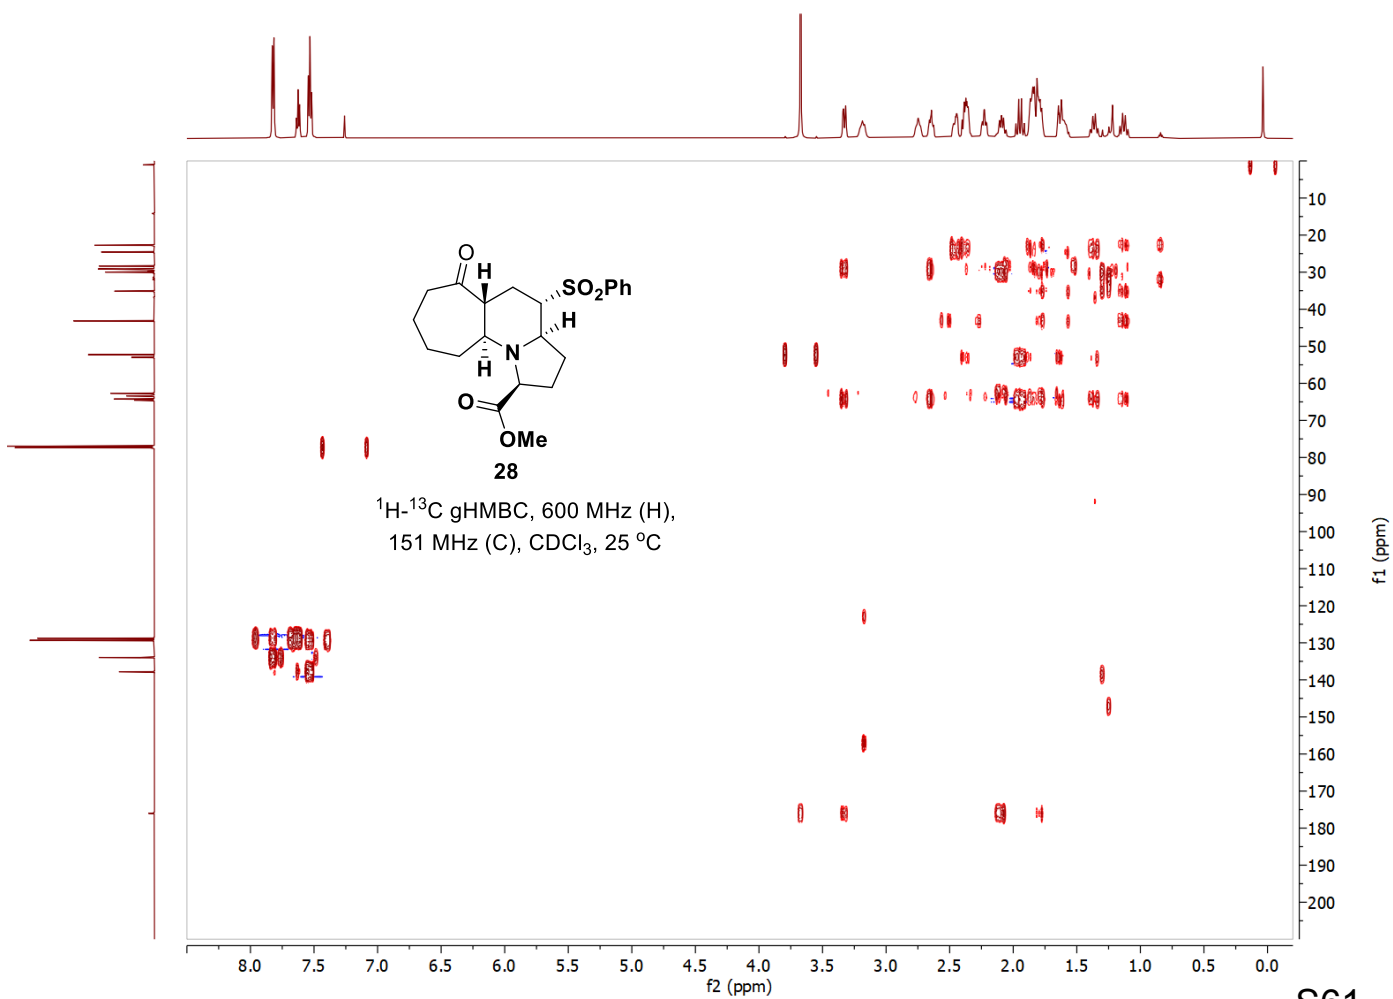 O
H
SO2Ph
H
N
H
O
OMe
28
1H-13C gHMBC, 600 MHz (H),
151 MHz (C), CDCl3, 25 oC
10
20
30
40
50
60
70
80
90
100
110
120
130
140
150
160
170
180
190
200
f1 (ppm)
8.0 7.5 7.0 6.5 6.0 5.5 5.0 4.5 4.0 3.5 3.0 2.5 2.0 1.5 1.0 0.5 0.0
f2 (ppm)
S61